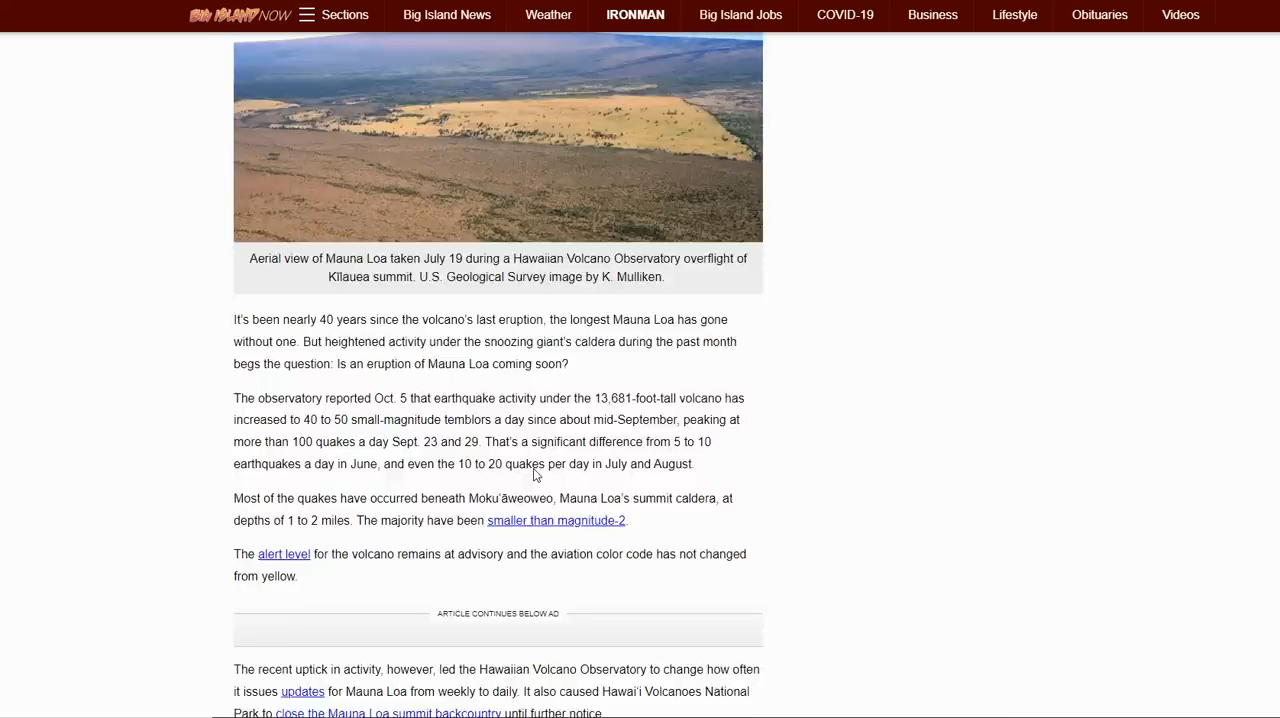 BIG ISLAND NOW Sections Big Island News Weather IRONMAN Big Island Jobs COVID-19 Business Lifestyle Obituaries Videos
Aerial view of Mauna Loa taken July 19 during a Hawaiian Volcano Observatory overflight of
Kīlauea summit. U.S. Geological Survey image by K. Mulliken.
It’s been nearly 40 years since the volcano’s last eruption, the longest Mauna Loa has gone
without one. But heightened activity under the snoozing giant’s caldera during the past month
begs the question: Is an eruption of Mauna Loa coming soon?
The observatory reported Oct. 5 that earthquake activity under the 13,681-foot-tall volcano has
increased to 40 to 50 small-magnitude temblors a day since about mid-September, peaking at
more than 100 quakes a day Sept. 23 and 29. That’s a significant difference from 5 to 10
earthquakes a day in June, and even the 10 to 20 quakes per day in July and August.
Most of the quakes have occurred beneath Mokuʻāweoweo, Mauna Loa’s summit caldera, at
depths of 1 to 2 miles. The majority have been smaller than magnitude-2.
The alert level for the volcano remains at advisory and the aviation color code has not changed
from yellow.
ARTICLE CONTINUES BELOW AD
The recent uptick in activity, however, led the Hawaiian Volcano Observatory to change how often
it issues updates for Mauna Loa from weekly to daily. It also caused Hawaiʻi Volcanoes National
Park to close the Mauna Loa summit backcountry until further notice.